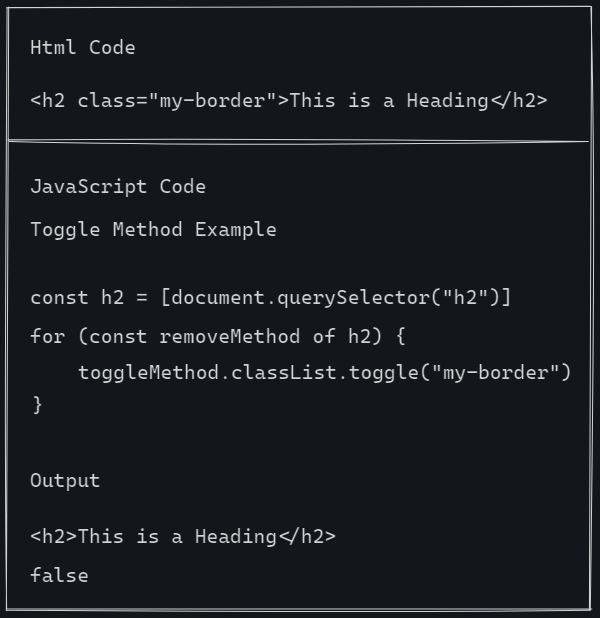 Html Code
<h2 class="my-border">This is a Heading</h2>
JavaScript Code
Toggle Method Example
const h2 = [document.querySelector("h2")]
for (const removeMethod of h2) {
    toggleMethod.classList.toggle("my-border")
}
Output
<h2>This is a Heading</h2>
false